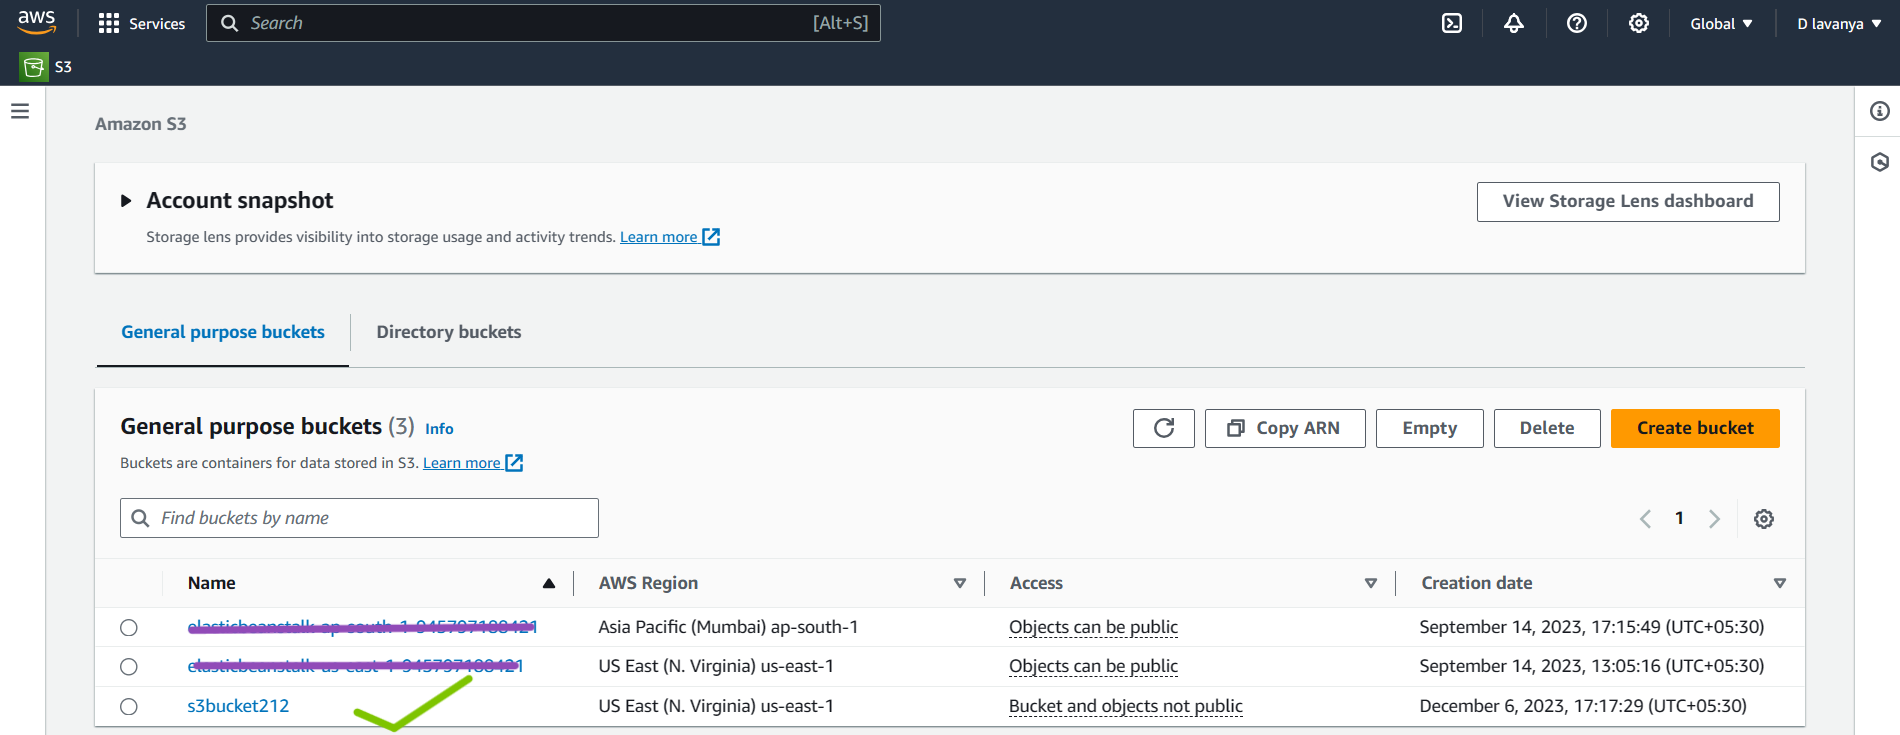 aws
Services
Search
[Alt+S]
Global
D lavanya
S3
Amazon S3
Account snapshot
View Storage Lens dashboard
Storage lens provides visibility into storage usage and activity trends. Learn more
General purpose buckets
Directory buckets
General purpose buckets (3) Info
Copy ARN
Empty
Delete
Create bucket
Buckets are containers for data stored in S3. Learn more
Find buckets by name
1
Name AWS Region Access Creation date
Asia Pacific (Mumbai) ap-south-1 Objects can be public September 14, 2023, 17:15:49 (UTC+05:30)
US East (N. Virginia) us-east-1 Objects can be public September 14, 2023, 13:05:16 (UTC+05:30)
s3bucket212 US East (N. Virginia) us-east-1 Bucket and objects not public December 6, 2023, 17:17:29 (UTC+05:30)